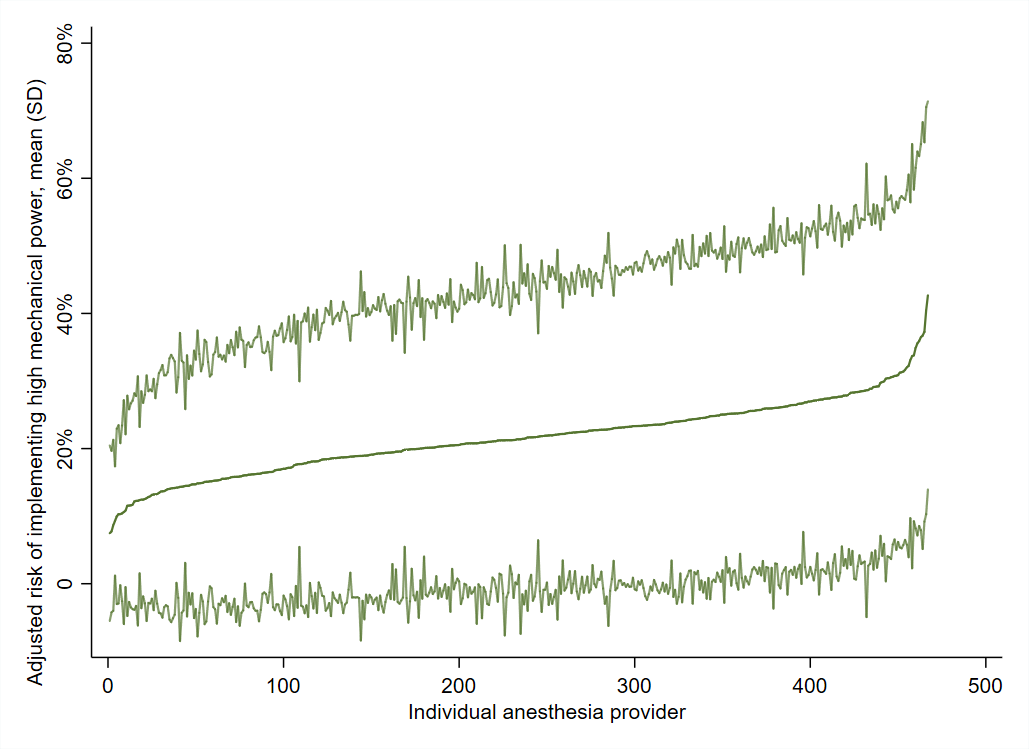 Adjusted risk of implementing high mechanical power, mean (SD)
80%
60%
40%
20%
0
0 100 200 300 400 500
Individual anesthesia provider